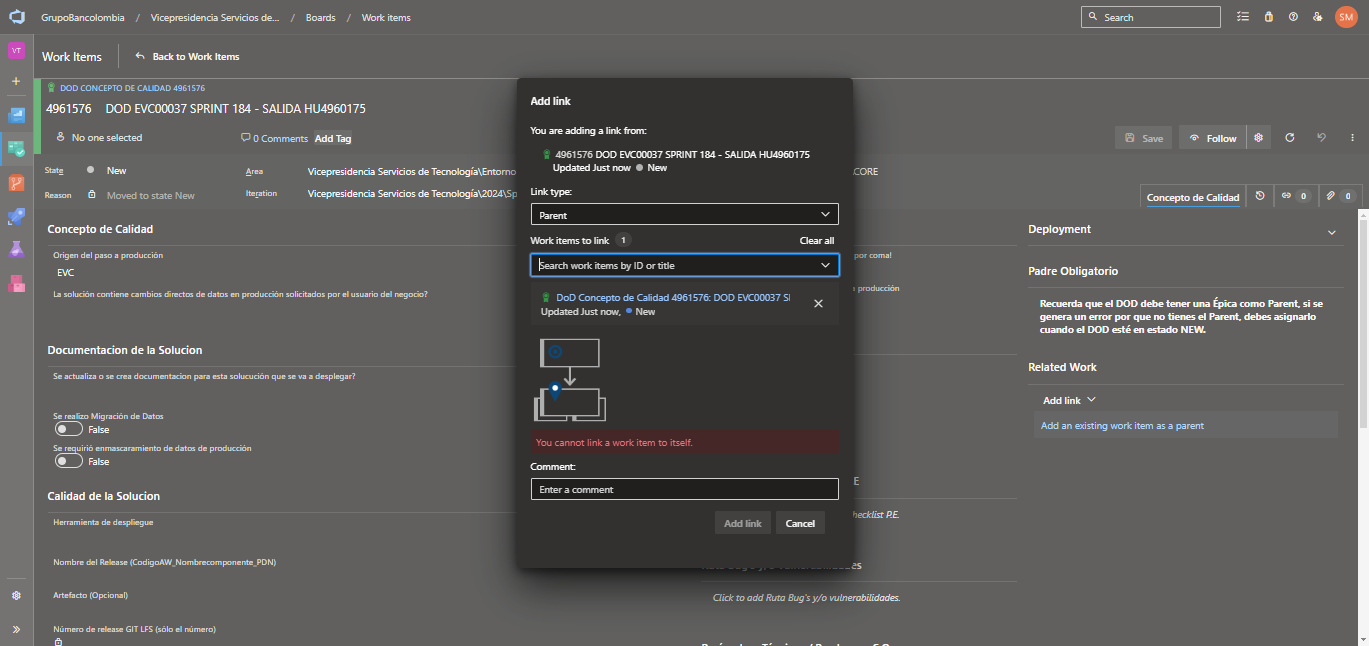 GrupoBancolombia / Vicepresidencia Servicios de... / Boards / Work items
Search
SM
VT
Work Items
Back to Work Items
DOD CONCEPTO DE CALIDAD 4961576
4961576 DOD EVC00037 SPRINT 184 - SALIDA HU4960175
No one selected
0 Comments
Add Tag
Save
Follow
State
New
Area
Vicepresidencia Servicios de Tecnología\Entorno
CORE
Reason
Moved to state New
Iteration
Vicepresidencia Servicios de Tecnología\2024\Sp
Concepto de Calidad
0
0
Concepto de Calidad
Origen del paso a producción
EVC
La solución contiene cambios directos de datos en producción solicitados por el usuario del negocio?
Documentacion de la Solucion
Se actualiza o se crea documentacion para esta solucución que se va a desplegar?
Se realizo Migración de Datos
False
Se requirió enmascaramiento de datos de producción
False
Calidad de la Solucion
Herramienta de despliegue
Nombre del Release (CodigoAW_Nombrecomponente_PDN)
Artefacto (Opcional)
Número de release GIT LFS (sólo el número)
Add link
You are adding a link from:
4961576 DOD EVC00037 SPRINT 184 - SALIDA HU4960175
Updated Just now New
Link type:
Parent
Work items to link 1
Clear all
Search work items by ID or title
DoD Concepto de Calidad 4961576: DOD EVC00037 SI
Updated Just now, New
You cannot link a work item to itself.
Comment:
Enter a comment
Add link
Cancel
por comal
producción
E
hecklist P.E.
Click to add Ruta Bug's y/o vulnerabilidades.
Deployment
Padre Obligatorio
Recuerda que el DOD debe tener una Épica como Parent, si se
genera un error por que no tienes el Parent, debes asignarlo
cuando el DOD esté en estado NEW.
Related Work
Add link
Add an existing work item as a parent